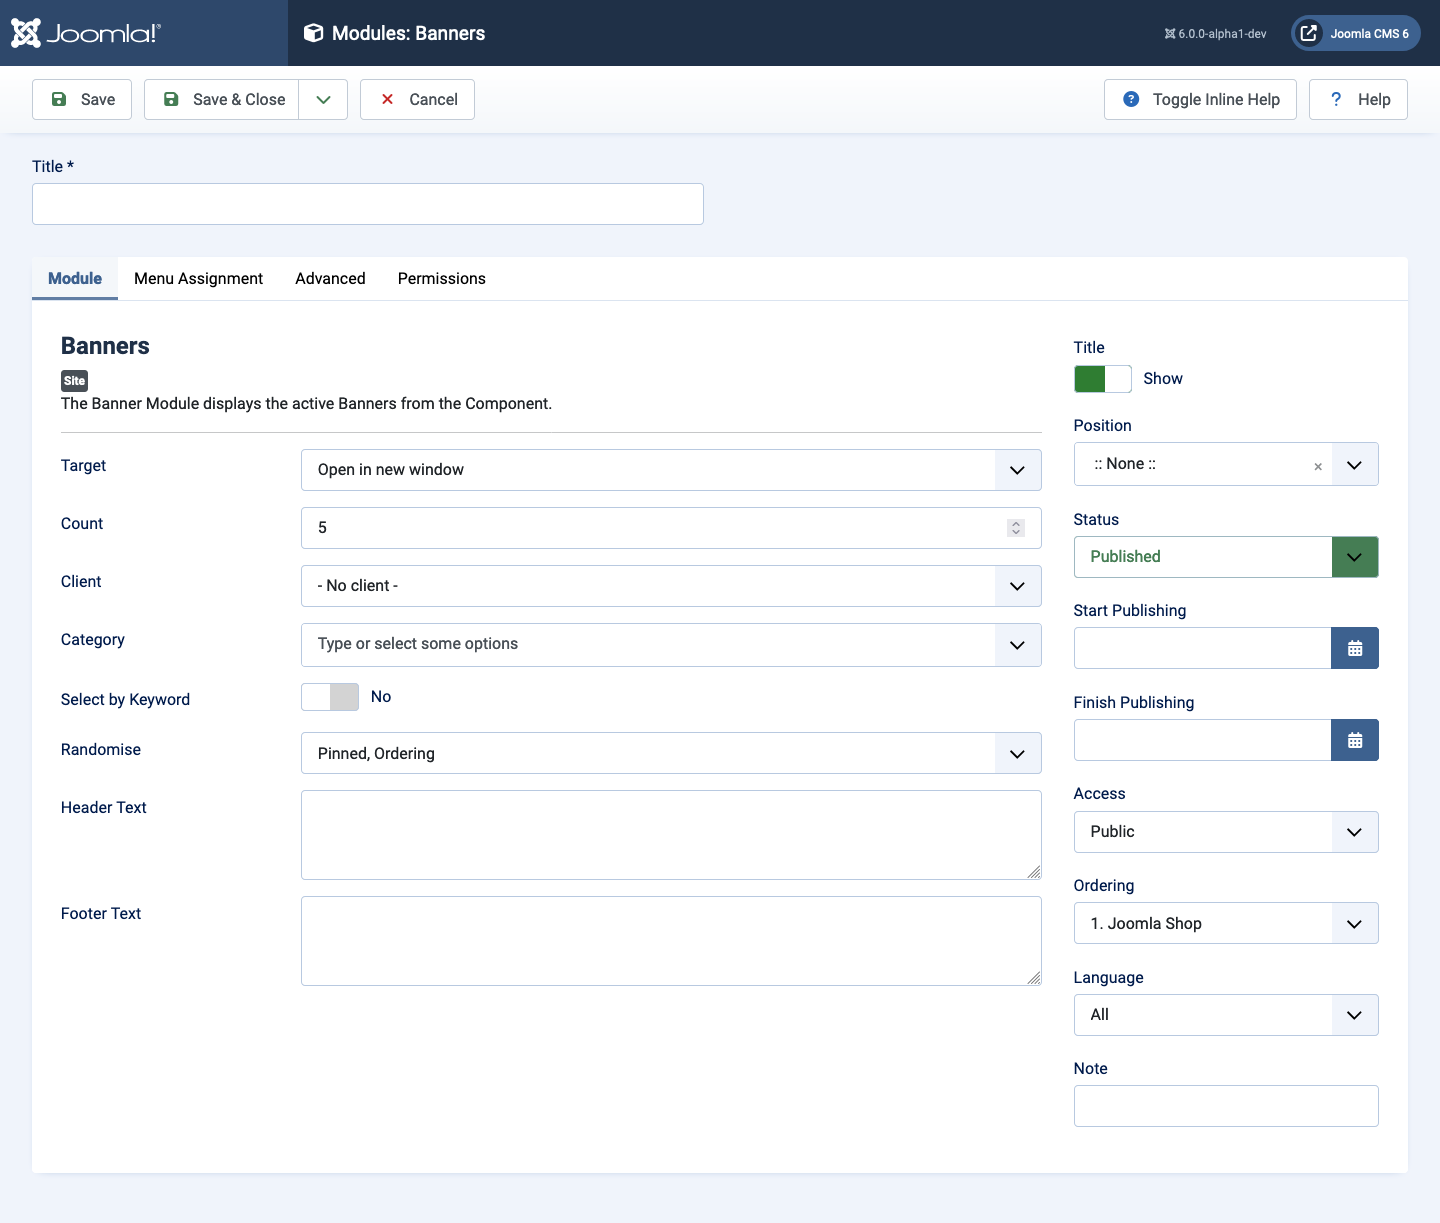 Joomla!®
Modules: Banners
6.0.0-alpha1-dev
Joomla CMS 6
Save
Save & Close
Cancel
Toggle Inline Help
? Help
Title *
Module
Menu Assignment
Advanced
Permissions
Banners
Site
The Banner Module displays the active Banners from the Component.
Target
Open in new window
Count
5
Client
- No client -
Category
Type or select some options
Select by Keyword
No
Randomise
Pinned, Ordering
Header Text
Footer Text
Title
Show
Position
:: None ::
×
Status
Published
Start Publishing
Finish Publishing
Access
Public
Ordering
1. Joomla Shop
Language
All
Note